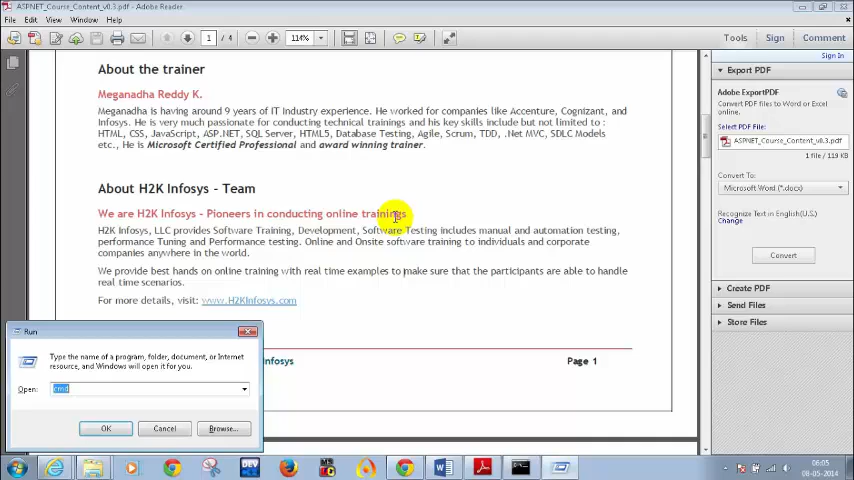 ASPNET_Course_Content_v0.3.pdf - Adobe Reader
File Edit View Window Help
1 / 4 114% Tools Sign Comment
Sign In
About the trainer
Meganadha Reddy K.
Meganadha is having around 9 years of IT Industry experience. He worked for companies like Accenture, Cognizant, and
Infosys. He is very much passionate for conducting technical trainings and his key skills include but not limited to :
HTML, CSS, JavaScript, ASP.NET, SQL Server, HTML5, Database Testing, Agile, Scrum, TDD, .Net MVC, SDLC Models
etc., He is Microsoft Certified Professional and award winning trainer.
About H2K Infosys - Team
We are H2K Infosys - Pioneers in conducting online trainings
H2K Infosys, LLC provides Software Training, Development, Software Testing includes manual and automation testing,
performance Tuning and Performance testing. Online and Onsite software training to individuals and corporate
companies anywhere in the world.
We provide best hands on online training with real time examples to make sure that the participants are able to handle
real time scenarios.
For more details, visit: www.H2KInfosys.com
Infosys Page 1
Export PDF
Adobe ExportPDF
Convert PDF files to Word or Excel
online.
Select PDF File:
ASPNET_Course_Content_v0.3.pdf
1 file / 119 KB
Convert To:
Microsoft Word (*.docx)
Recognize Text in English(U.S.)
Change
Convert
Create PDF
Send Files
Store Files
Run
Type the name of a program, folder, document, or Internet
resource, and Windows will open it for you.
Open: cmd
OK Cancel Browse...
DEV
06:05
08-05-2014